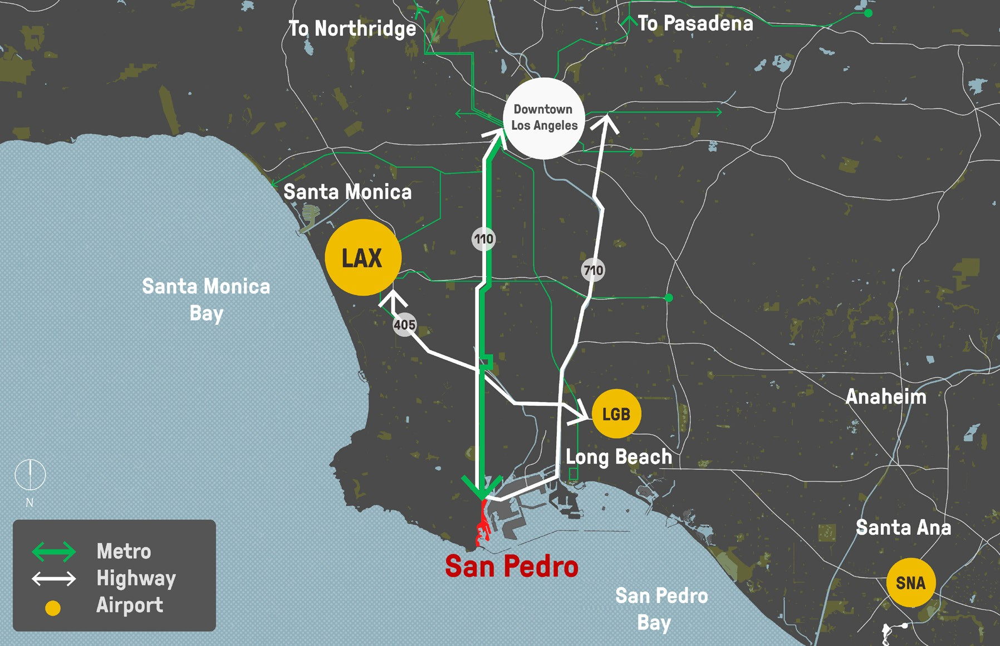 To Northridge
To Pasadena
Downtown
Los Angeles
Santa Monica
LAX
110
710
Santa Monica
Bay
405
Anaheim
LGB
Long Beach
N
Santa Ana
San Pedro
SNA
San Pedro
Bay
Metro
Highway
Airport